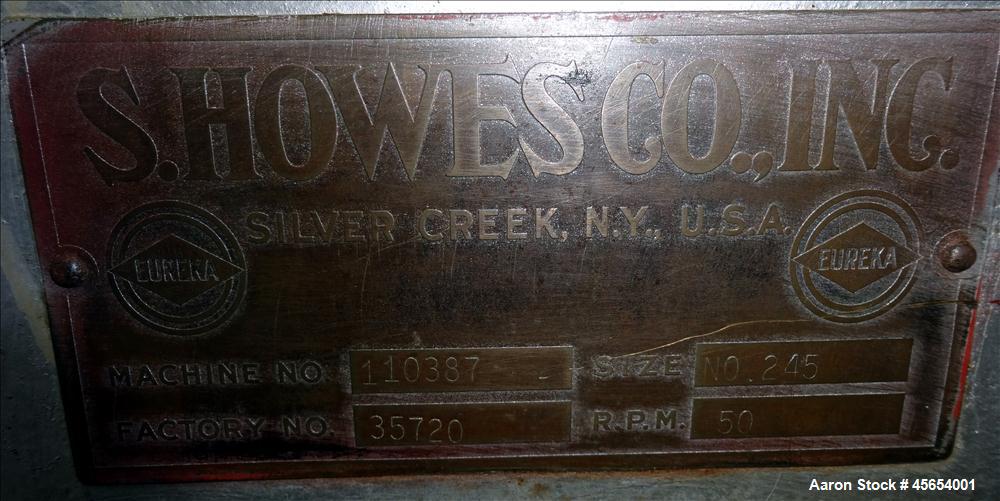 S. HOWES CO., INC.
SILVER CREEK, N.Y., U.S.A.
EUREKA
EUREKA
MACHINE NO. 110387 SIZE NO. 245
FACTORY NO. 35720 R.P.M. 50
Aaron Stock # 45654001